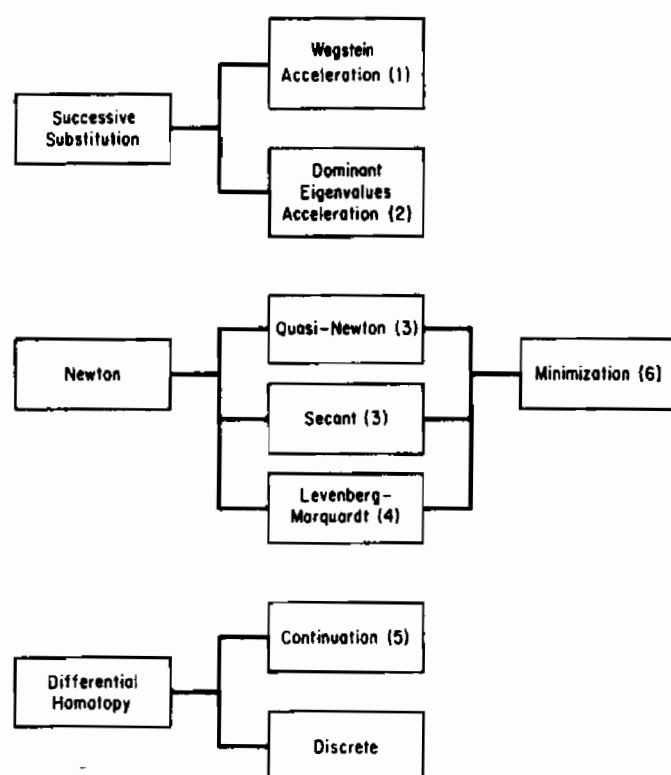 Successive
Substitution
Wegstein
Acceleration (1)
Dominant
Eigenvalues
Acceleration (2)
Newton
Quasi-Newton (3)
Secant (3)
Levenberg-
Marquardt (4)
Minimization (6)
Differential
Homotopy
Continuation (5)
Discrete